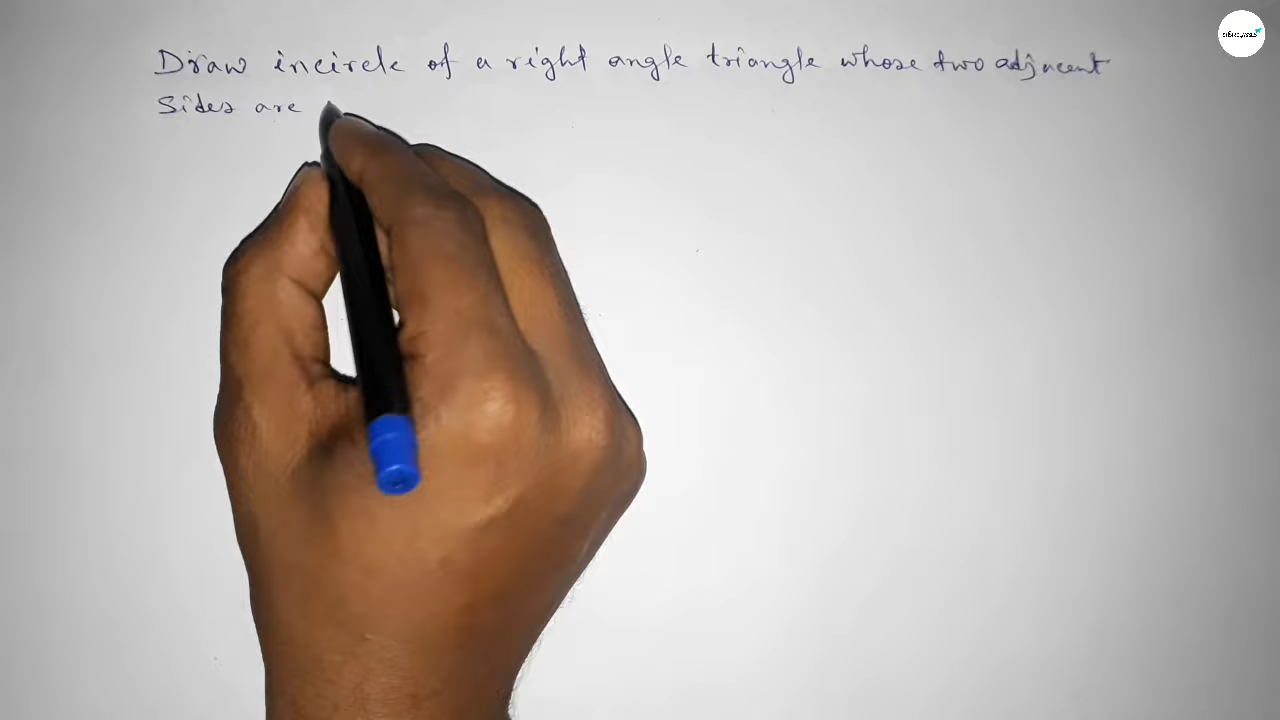 Draw incircle of a right angle triangle whose two adjacent
Sides are